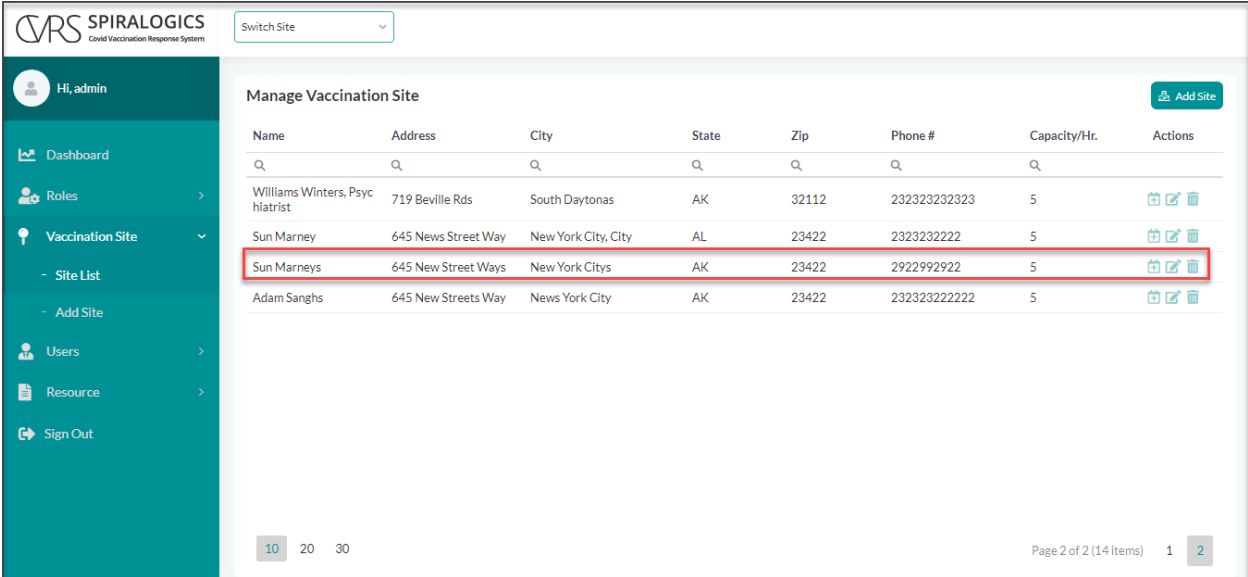 CVRS SPIRALOGICS
Covid Vaccination Response System
Switch Site
Hi, admin
Dashboard
Roles
Vaccination Site
- Site List
- Add Site
Users
Resource
Sign Out
Manage Vaccination Site
Add Site
Name Address City State Zip Phone # Capacity/Hr. Actions
Williams Winters, Psyc
hiatrist 719 Beville Rds South Daytonas AK 32112 232323232323 5
Sun Marney 645 News Street Way New York City, City AL 23422 2323232222 5
Sun Marneys 645 New Street Ways New York Citys AK 23422 2922992922 5
Adam Sanghs 645 New Streets Way News York City AK 23422 232323222222 5
10 20 30
Page 2 of 2 (14 items) 1 2